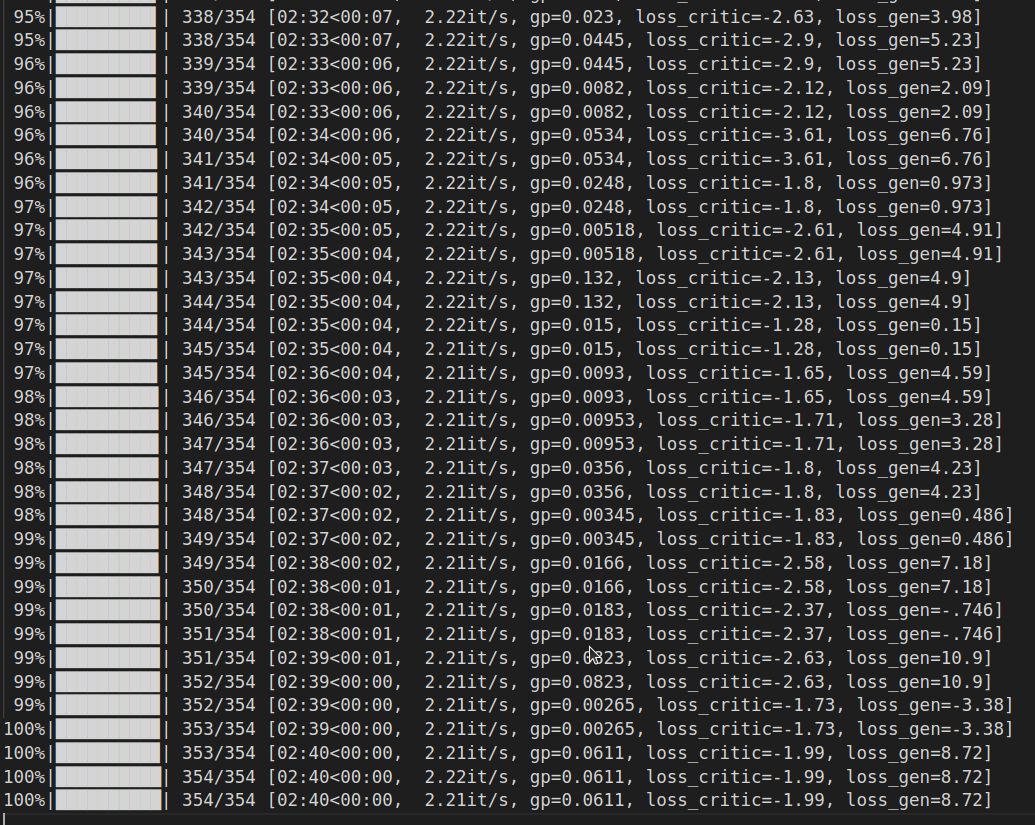 95%| | 338/354 [02:32<00:07, 2.22it/s, gp=0.023, loss_critic=-2.63, loss_gen=3.98]
95%| | 338/354 [02:33<00:07, 2.22it/s, gp=0.0445, loss_critic=-2.9, loss_gen=5.23]
96%| | 339/354 [02:33<00:06, 2.22it/s, gp=0.0445, loss_critic=-2.9, loss_gen=5.23]
96%| | 339/354 [02:33<00:06, 2.22it/s, gp=0.0082, loss_critic=-2.12, loss_gen=2.09]
96%| | 340/354 [02:33<00:06, 2.22it/s, gp=0.0082, loss_critic=-2.12, loss_gen=2.09]
96%| | 340/354 [02:34<00:06, 2.22it/s, gp=0.0534, loss_critic=-3.61, loss_gen=6.76]
96%| | 341/354 [02:34<00:05, 2.22it/s, gp=0.0534, loss_critic=-3.61, loss_gen=6.76]
96%| | 341/354 [02:34<00:05, 2.22it/s, gp=0.0248, loss_critic=-1.8, loss_gen=0.973]
97%| | 342/354 [02:34<00:05, 2.22it/s, gp=0.0248, loss_critic=-1.8, loss_gen=0.973]
97%| | 342/354 [02:35<00:05, 2.22it/s, gp=0.00518, loss_critic=-2.61, loss_gen=4.91]
97%| | 343/354 [02:35<00:04, 2.22it/s, gp=0.00518, loss_critic=-2.61, loss_gen=4.91]
97%| | 343/354 [02:35<00:04, 2.22it/s, gp=0.132, loss_critic=-2.13, loss_gen=4.9]
97%| | 344/354 [02:35<00:04, 2.22it/s, gp=0.132, loss_critic=-2.13, loss_gen=4.9]
97%| | 344/354 [02:35<00:04, 2.22it/s, gp=0.015, loss_critic=-1.28, loss_gen=0.15]
97%| | 345/354 [02:35<00:04, 2.21it/s, gp=0.015, loss_critic=-1.28, loss_gen=0.15]
97%| | 345/354 [02:36<00:04, 2.21it/s, gp=0.0093, loss_critic=-1.65, loss_gen=4.59]
98%| | 346/354 [02:36<00:03, 2.21it/s, gp=0.0093, loss_critic=-1.65, loss_gen=4.59]
98%| | 346/354 [02:36<00:03, 2.21it/s, gp=0.00953, loss_critic=-1.71, loss_gen=3.28]
98%| | 347/354 [02:36<00:03, 2.21it/s, gp=0.00953, loss_critic=-1.71, loss_gen=3.28]
98%| | 347/354 [02:37<00:03, 2.21it/s, gp=0.0356, loss_critic=-1.8, loss_gen=4.23]
98%| | 348/354 [02:37<00:02, 2.21it/s, gp=0.0356, loss_critic=-1.8, loss_gen=4.23]
98%| | 348/354 [02:37<00:02, 2.21it/s, gp=0.00345, loss_critic=-1.83, loss_gen=0.486]
99%| | 349/354 [02:37<00:02, 2.21it/s, gp=0.00345, loss_critic=-1.83, loss_gen=0.486]
99%| | 349/354 [02:38<00:02, 2.21it/s, gp=0.0166, loss_critic=-2.58, loss_gen=7.18]
99%| | 350/354 [02:38<00:01, 2.21it/s, gp=0.0166, loss_critic=-2.58, loss_gen=7.18]
99%| | 350/354 [02:38<00:01, 2.21it/s, gp=0.0183, loss_critic=-2.37, loss_gen=-.746]
99%| | 351/354 [02:38<00:01, 2.21it/s, gp=0.0183, loss_critic=-2.37, loss_gen=-.746]
99%| | 351/354 [02:39<00:01, 2.21it/s, gp=0.0823, loss_critic=-2.63, loss_gen=10.9]
99%| | 352/354 [02:39<00:00, 2.21it/s, gp=0.0823, loss_critic=-2.63, loss_gen=10.9]
99%| | 352/354 [02:39<00:00, 2.21it/s, gp=0.00265, loss_critic=-1.73, loss_gen=-3.38]
100%| | 353/354 [02:39<00:00, 2.21it/s, gp=0.00265, loss_critic=-1.73, loss_gen=-3.38]
100%| | 353/354 [02:40<00:00, 2.21it/s, gp=0.0611, loss_critic=-1.99, loss_gen=8.72]
100%| | 354/354 [02:40<00:00, 2.22it/s, gp=0.0611, loss_critic=-1.99, loss_gen=8.72]
100%| | 354/354 [02:40<00:00, 2.21it/s, gp=0.0611, loss_critic=-1.99, loss_gen=8.72]